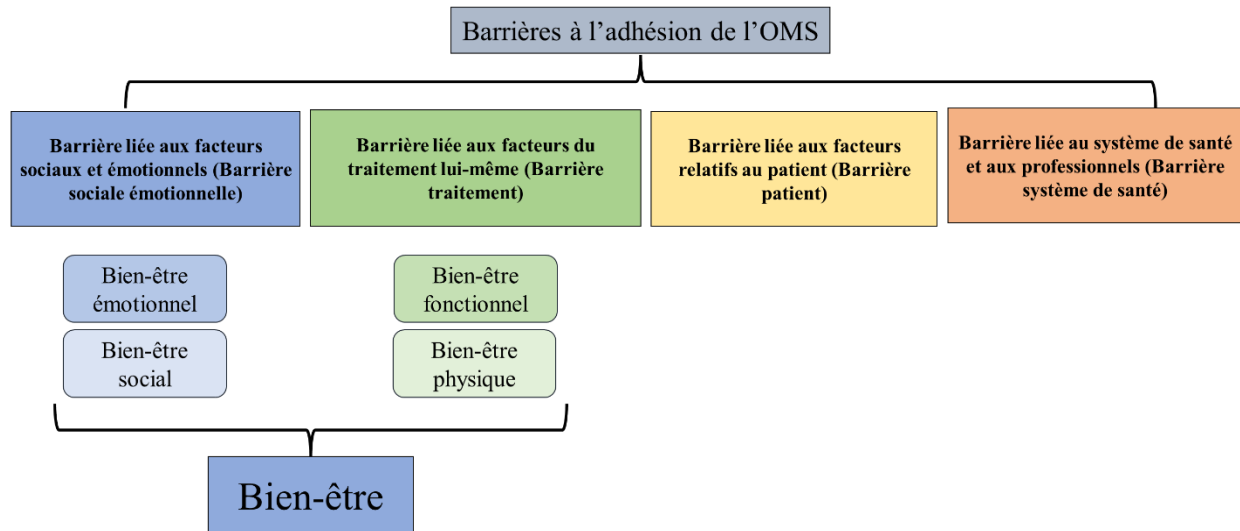 Barrières à l’adhésion de l’OMS
Barrière liée aux facteurs
sociaux et émotionnels (Barrière
sociale émotionnelle)
Barrière liée aux facteurs du
traitement lui-même (Barrière
traitement)
Barrière liée aux facteurs
relatifs au patient (Barrière
patient)
Barrière liée au système de santé
et aux professionnels (Barrière
système de santé)
Bien-être
émotionnel
Bien-être
fonctionnel
Bien-être
social
Bien-être
physique
Bien-être